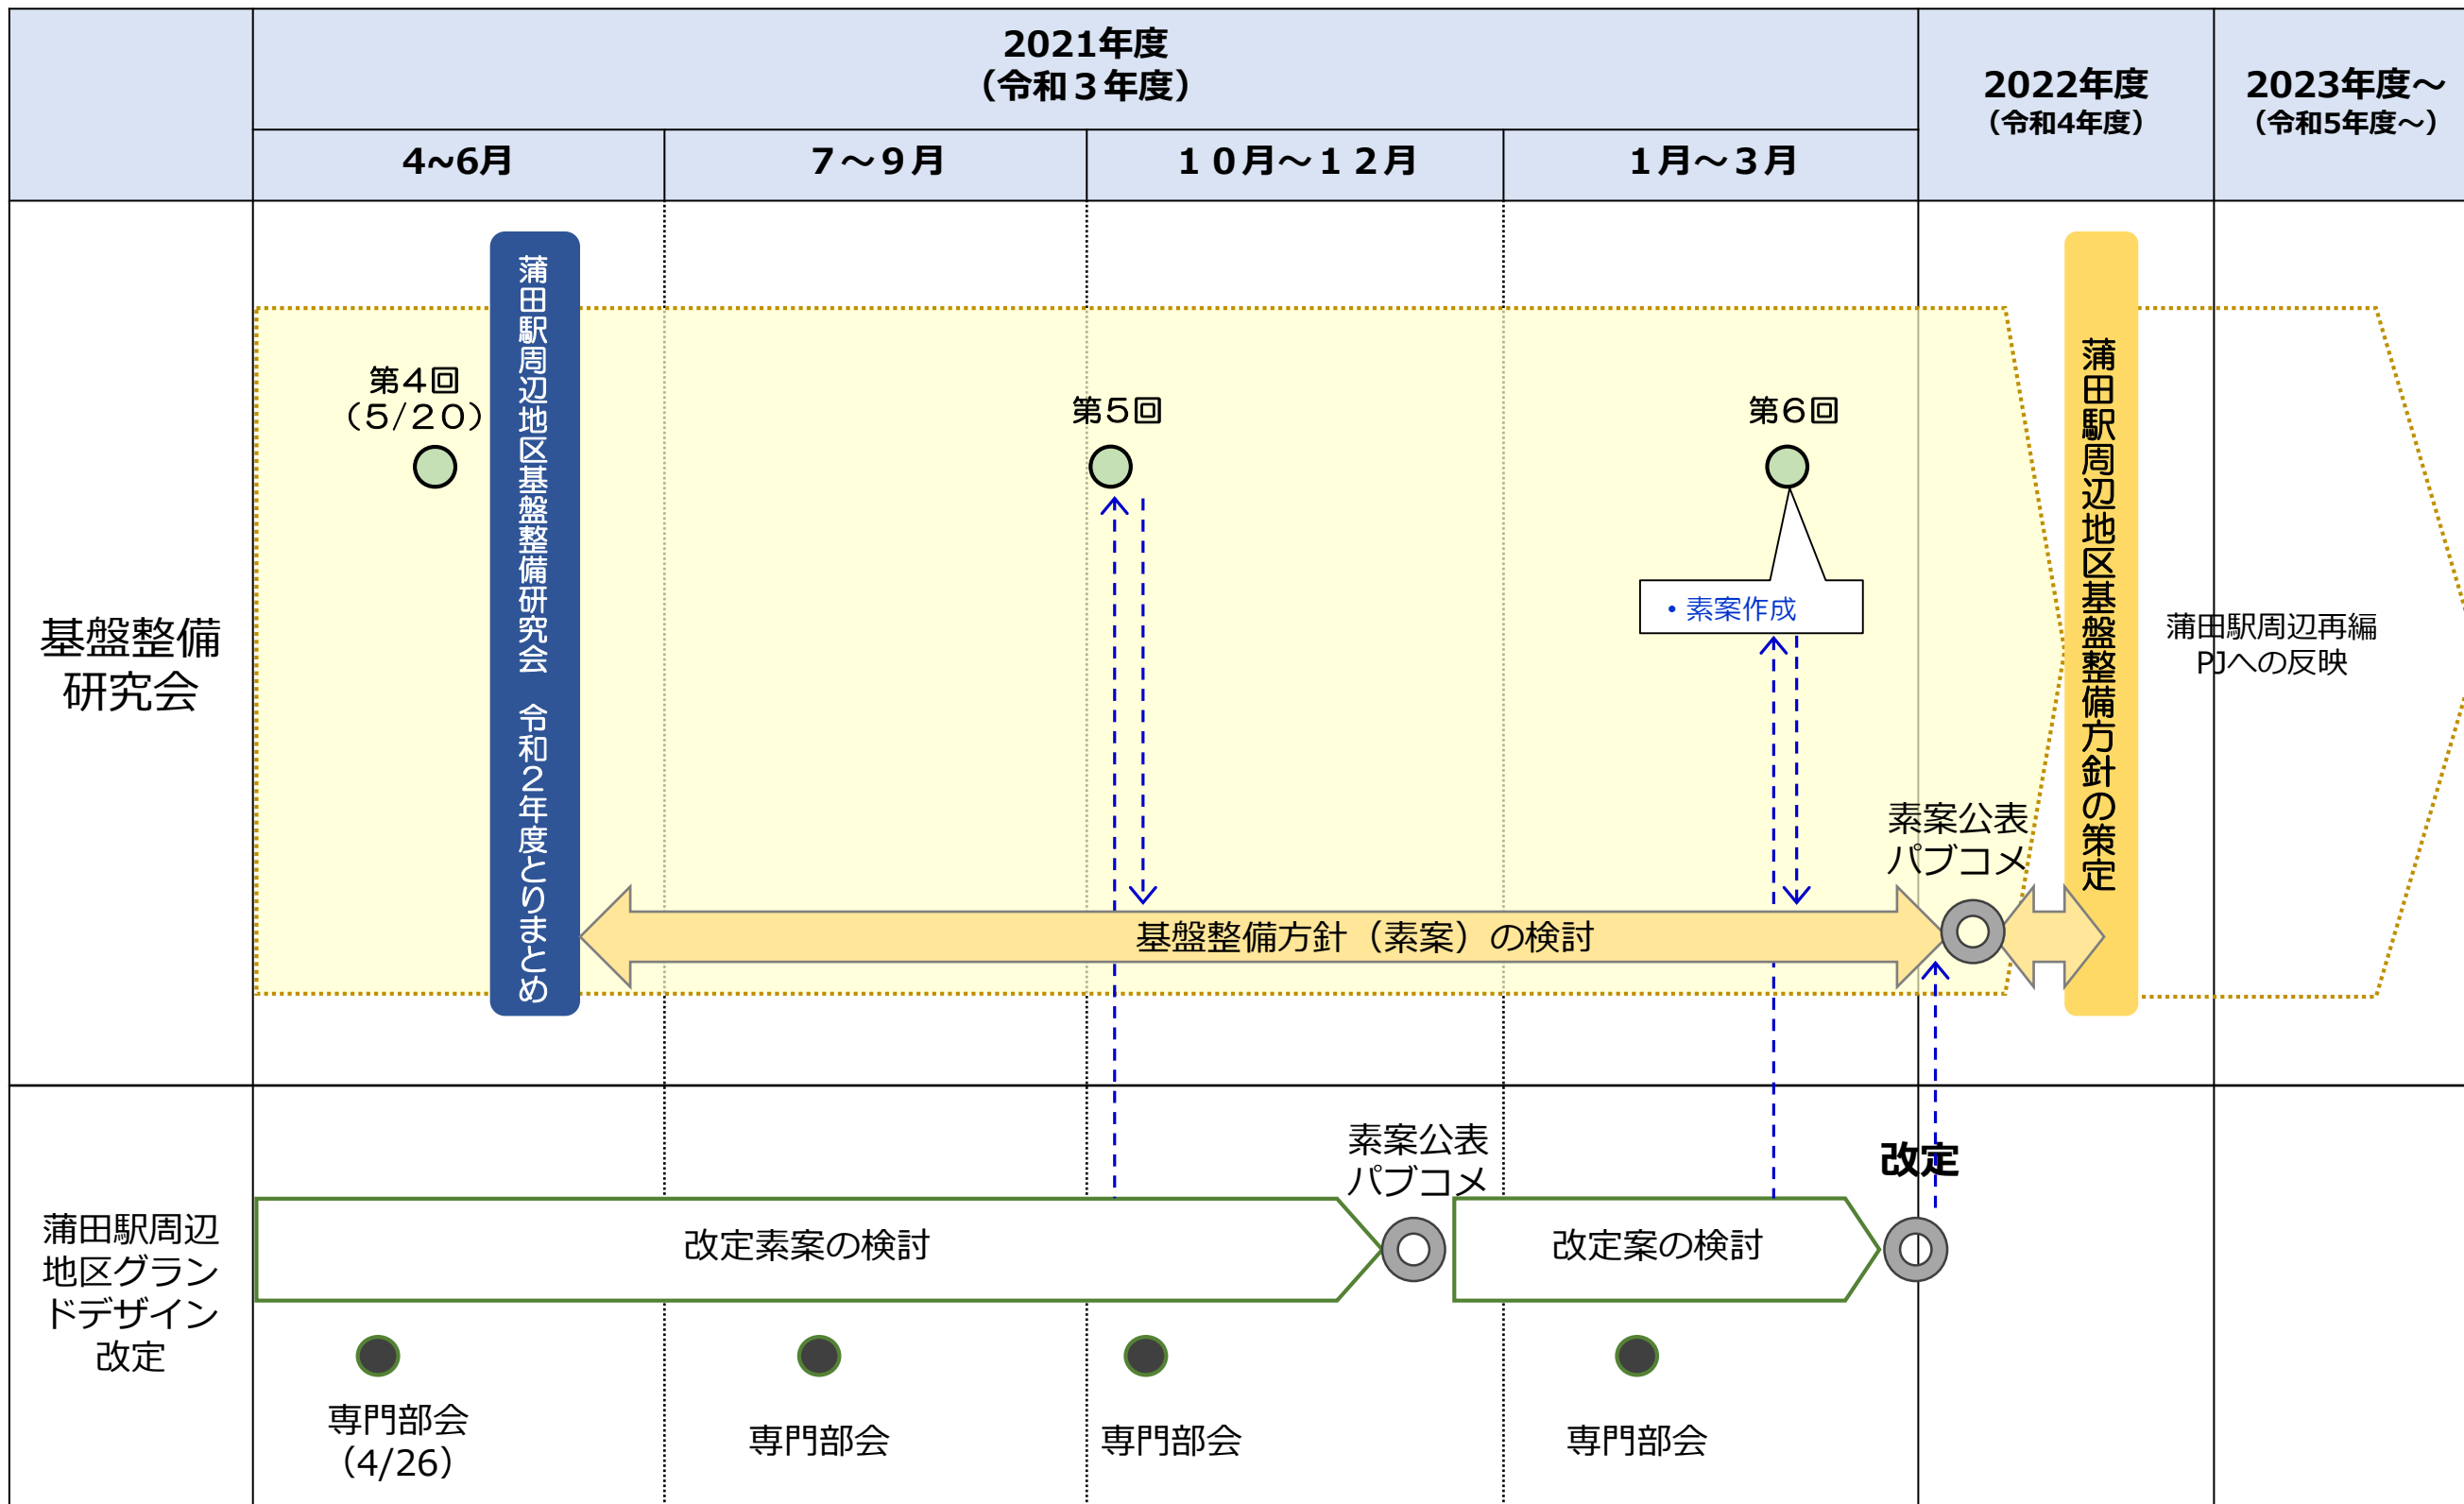 2021年度
（令和３年度）
2022年度
（令和4年度）
2023年度～
（令和5年度～）
4~6月
７～９月
１０月～１２月
１月～３月
基盤整備
研究会
蒲田駅周辺地区基盤整備研究会　令和２年度とりまとめ
第４回
（５/２０）
第５回
第６回
・素案作成
蒲田駅周辺地区基盤整備方針の策定
蒲田駅周辺再編
PJへの反映
素案公表
パブコメ
基盤整備方針（素案）の検討
蒲田駅周辺
地区グラン
ドデザイン
改定
改定素案の検討
素案公表
パブコメ
改定案の検討
改定
専門部会
（4/26）
専門部会
専門部会
専門部会